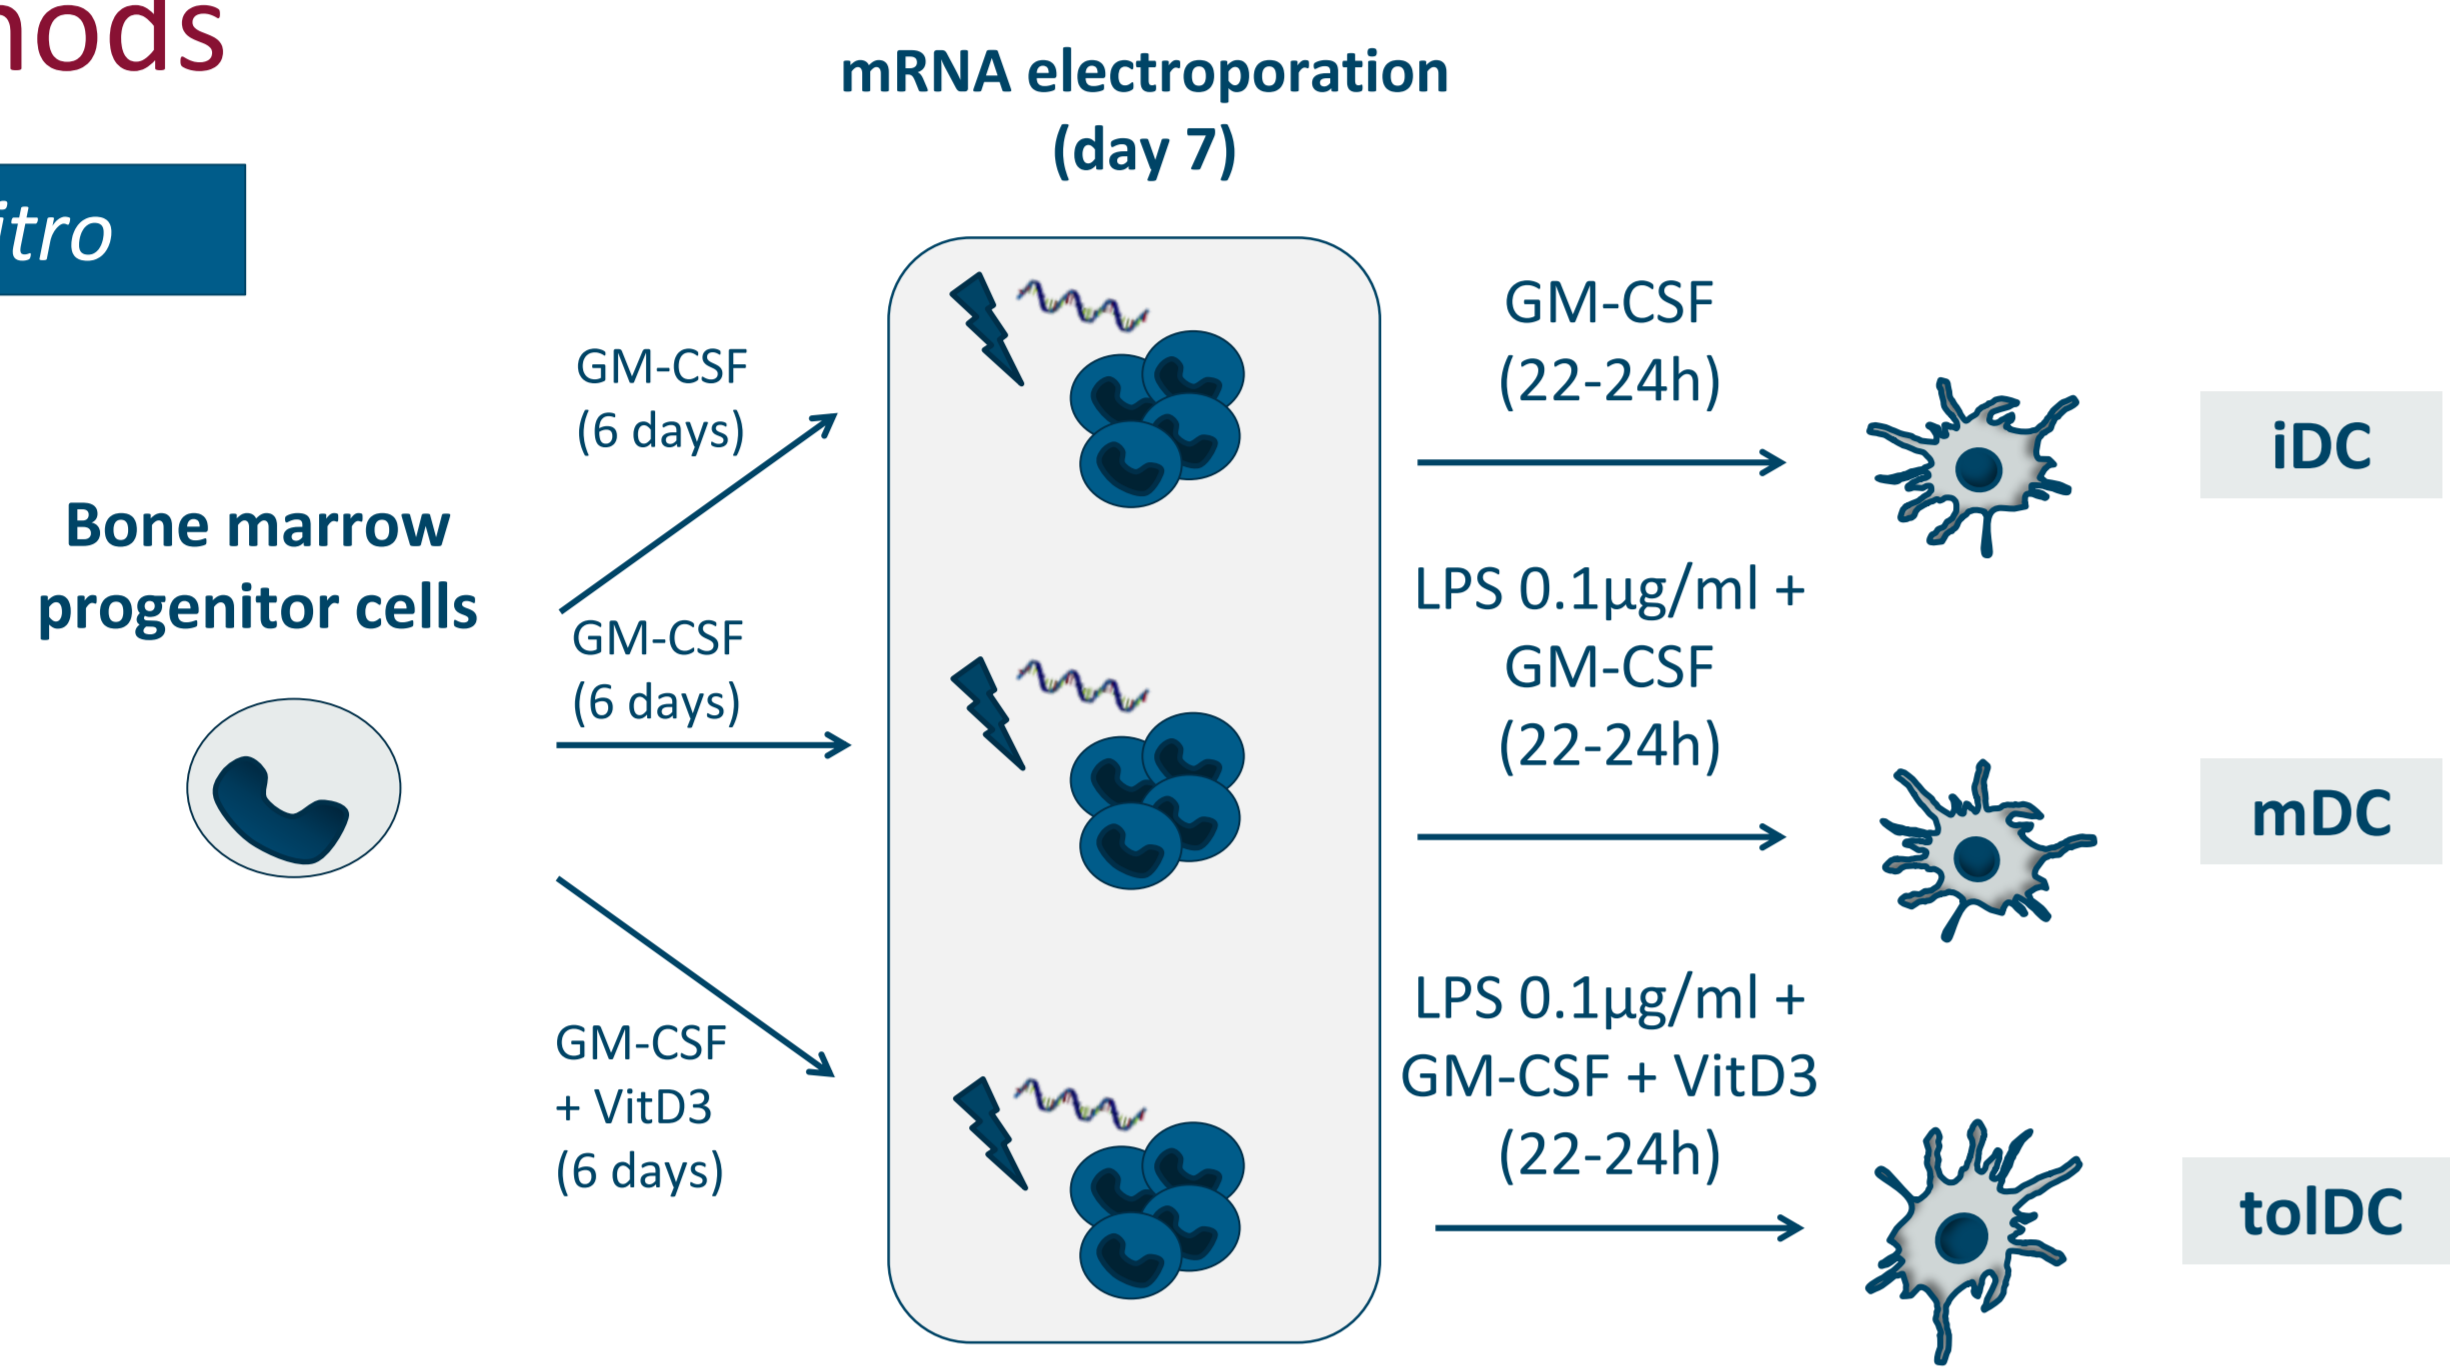 hods
itro
mRNA electroporation
(day 7)
Bone marrow
progenitor cells
GM-CSF
(6 days)
GM-CSF
(6 days)
GM-CSF
+ VitD3
(6 days)
GM-CSF
(22-24h)
iDC
LPS 0.1µg/ml +
GM-CSF
(22-24h)
mDC
LPS 0.1µg/ml +
GM-CSF + VitD3
(22-24h)
tolDC